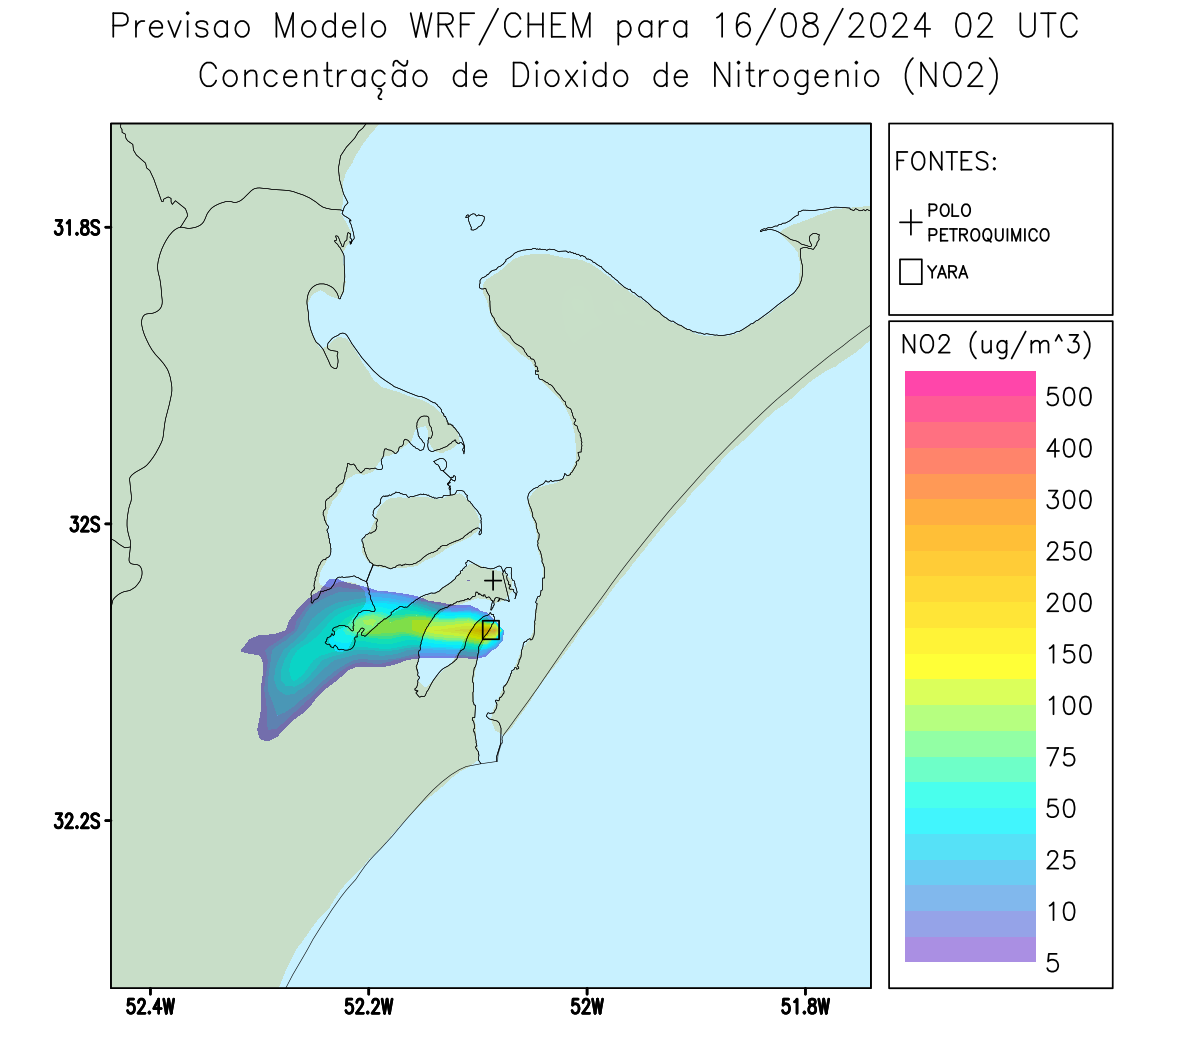 Previsao Modelo WRF/CHEM para 16/08/2024 02 UTC
Concentração de Dioxido de Nitrogenio (NO2)
FONTES:
POLO
PETROQUIMICO
YARA
31.8S
32S
32.2S
52.4W
52.2W
52W
51.8W
NO2 (ug/m^3)
500
400
300
250
200
150
100
75
50
25
10
5